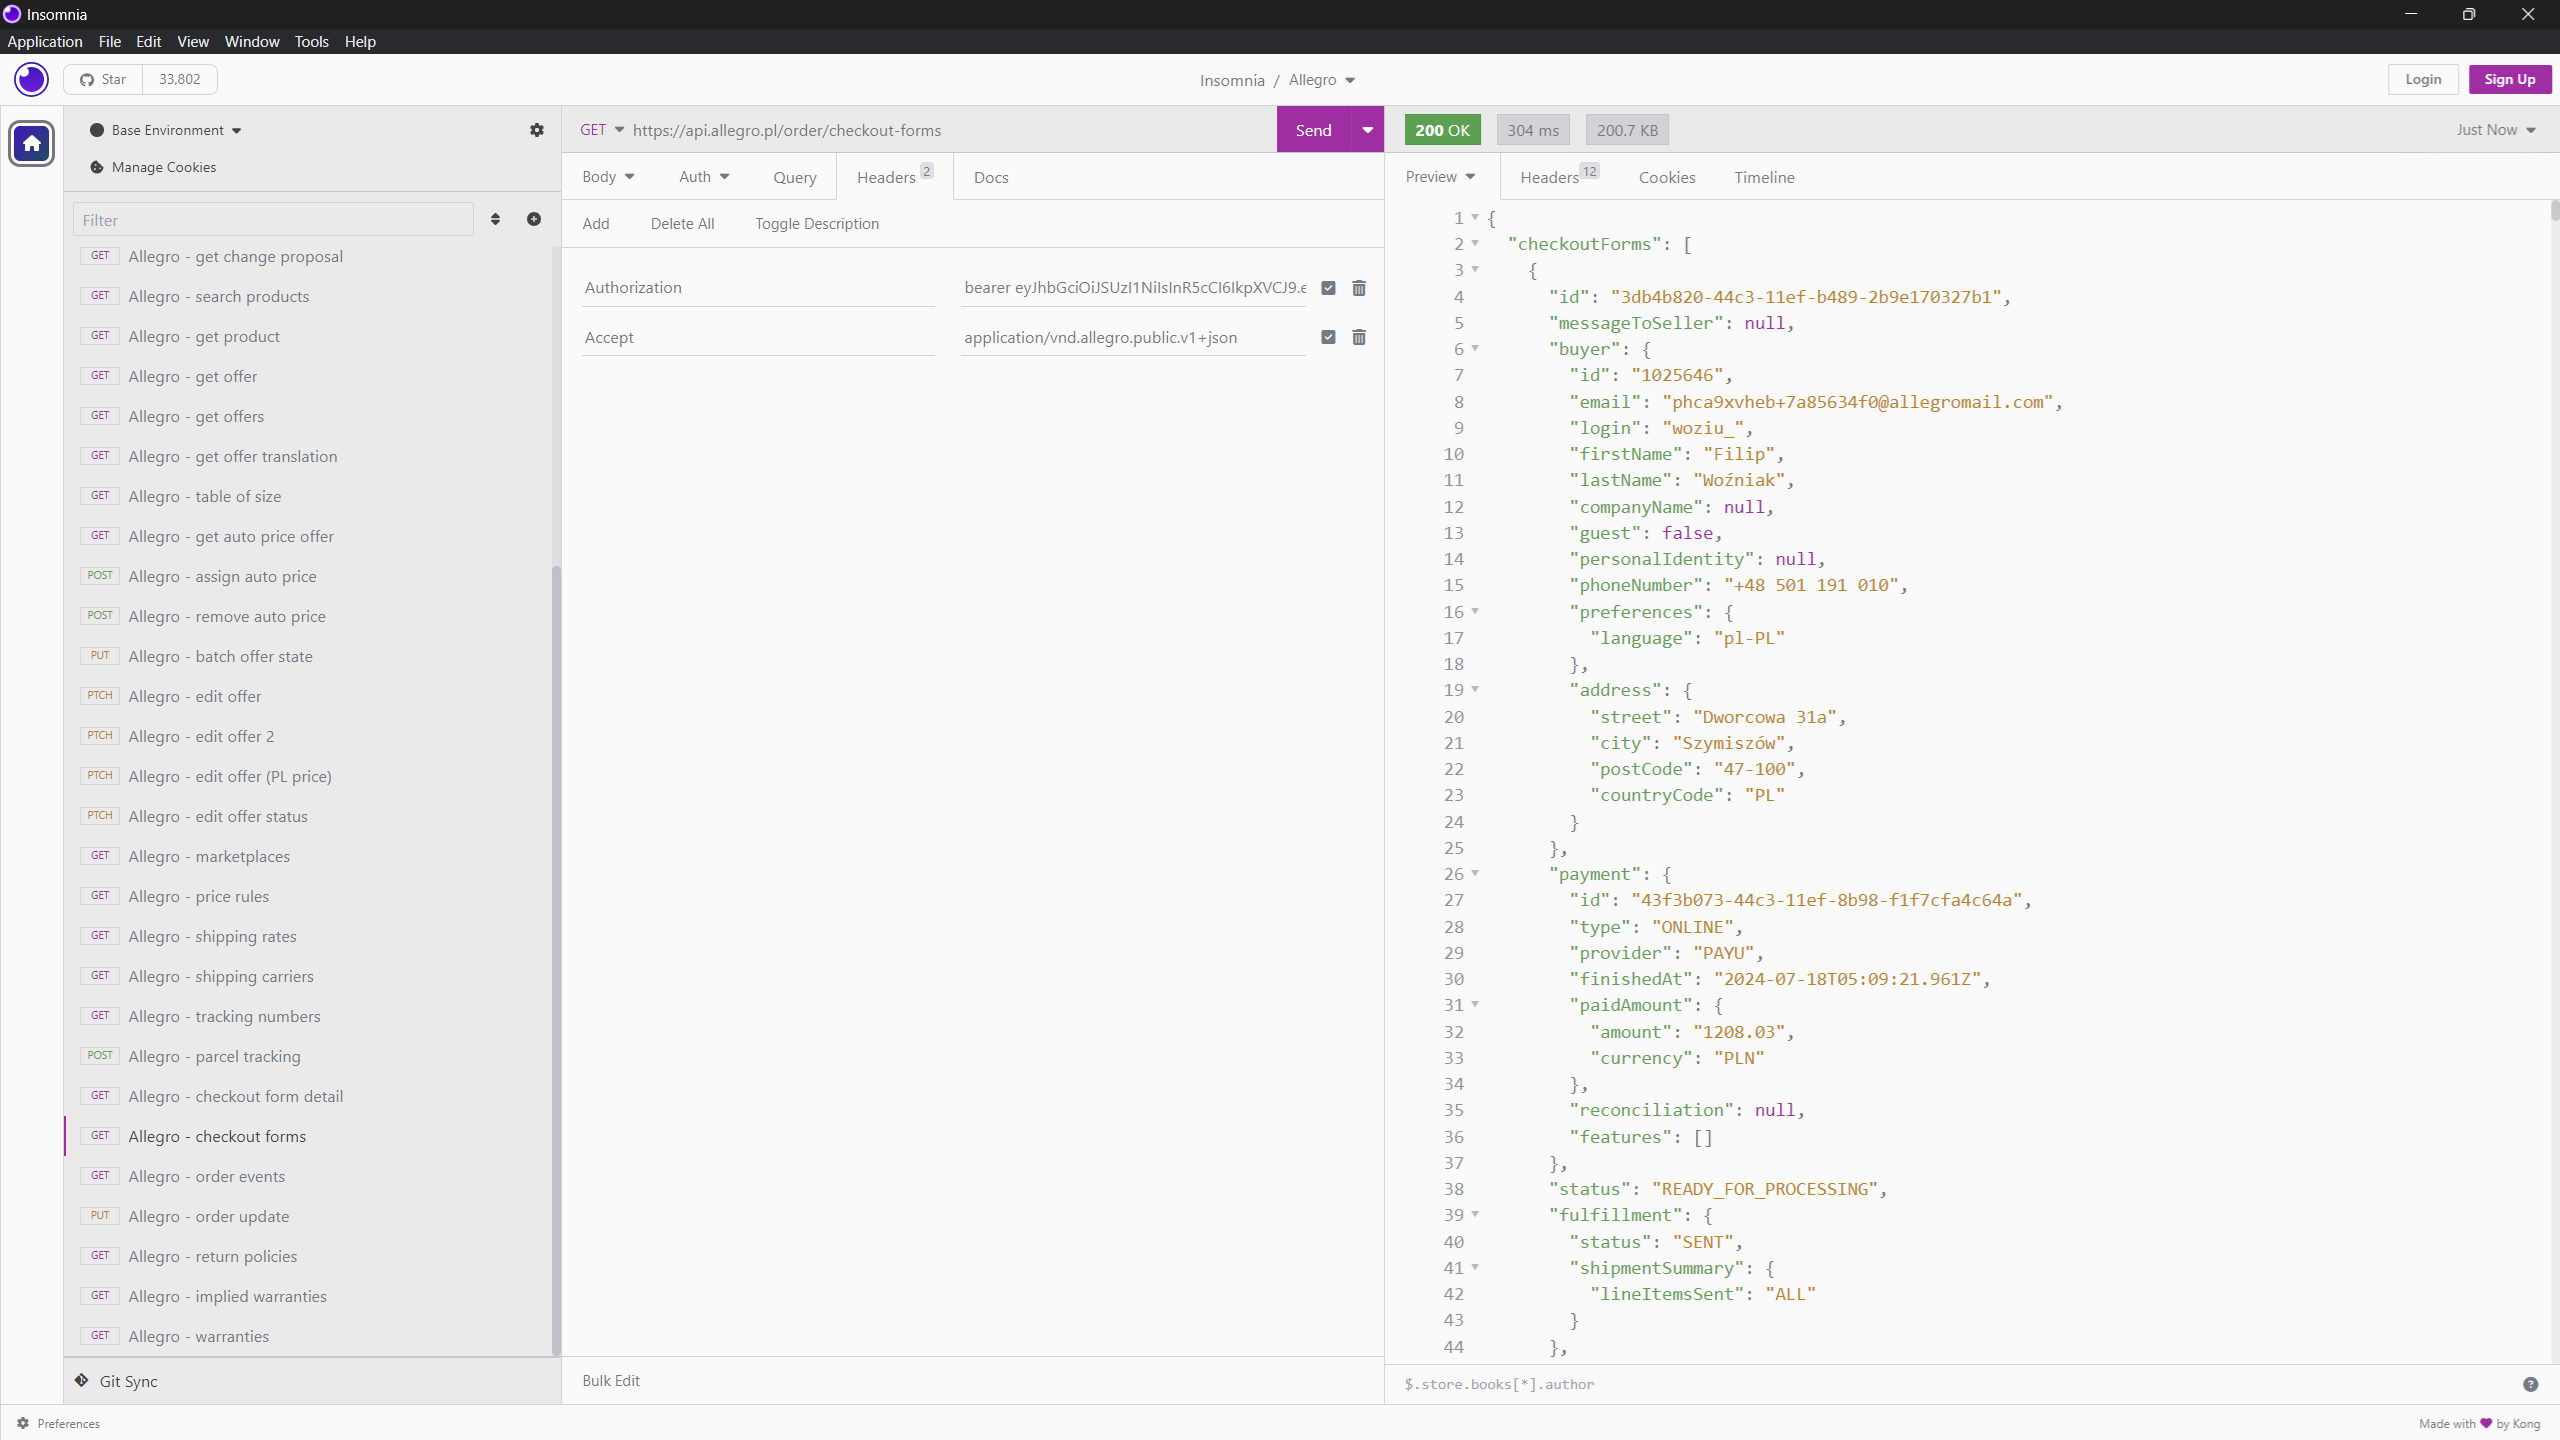 Insomnia
Application File Edit View Window Tools Help
Star 33,802
Insomnia / Allegro
Login Sign Up
Base Environment
Manage Cookies
Filter
GET Allegro - get change proposal
GET Allegro - search products
GET Allegro - get product
GET Allegro - get offer
GET Allegro - get offers
GET Allegro - get offer translation
GET Allegro - table of size
GET Allegro - get auto price offer
POST Allegro - assign auto price
POST Allegro - remove auto price
PUT Allegro - batch offer state
PTCH Allegro - edit offer
PTCH Allegro - edit offer 2
PTCH Allegro - edit offer (PL price)
PTCH Allegro - edit offer status
GET Allegro - marketplaces
GET Allegro - price rules
GET Allegro - shipping rates
GET Allegro - shipping carriers
GET Allegro - tracking numbers
POST Allegro - parcel tracking
GET Allegro - checkout form detail
GET Allegro - checkout forms
GET Allegro - order events
PUT Allegro - order update
GET Allegro - return policies
GET Allegro - implied warranties
GET Allegro - warranties
Git Sync
GET https://api.allegro.pl/order/checkout-forms Send
Body Auth Query Headers 2 Docs
Add Delete All Toggle Description
Authorization bearer eyJhbGciOiJSUzI1NiIsInR5cCI6IkpXVCJ9.e
Accept application/vnd.allegro.public.v1+json
Bulk Edit
200 OK 304 ms 200.7 KB Just Now
Preview Headers 12 Cookies Timeline
1 {
2 "checkoutForms": [
3 {
4 "id": "3db4b820-44c3-11ef-b489-2b9e170327b1",
5 "messageToSeller": null,
6 "buyer": {
7 "id": "1025646",
8 "email": "phca9xvheb+7a85634f0@allegromail.com",
9 "login": "woziu_",
10 "firstName": "Filip",
11 "lastName": "Woźniak",
12 "companyName": null,
13 "guest": false,
14 "personalIdentity": null,
15 "phoneNumber": "+48 501 191 010",
16 "preferences": {
17 "language": "pl-PL"
18 },
19 "address": {
20 "street": "Dworcowa 31a",
21 "city": "Szymiszów",
22 "postCode": "47-100",
23 "countryCode": "PL"
24 }
25 },
26 "payment": {
27 "id": "43f3b073-44c3-11ef-8b98-f1f7cfa4c64a",
28 "type": "ONLINE",
29 "provider": "PAYU",
30 "finishedAt": "2024-07-18T05:09:21.961Z",
31 "paidAmount": {
32 "amount": "1208.03",
33 "currency": "PLN"
34 },
35 "reconciliation": null,
36 "features": []
37 },
38 "status": "READY_FOR_PROCESSING",
39 "fulfillment": {
40 "status": "SENT",
41 "shipmentSummary": {
42 "lineItemsSent": "ALL"
43 }
44 },
$.store.books[*].author
Preferences
Made with by Kong